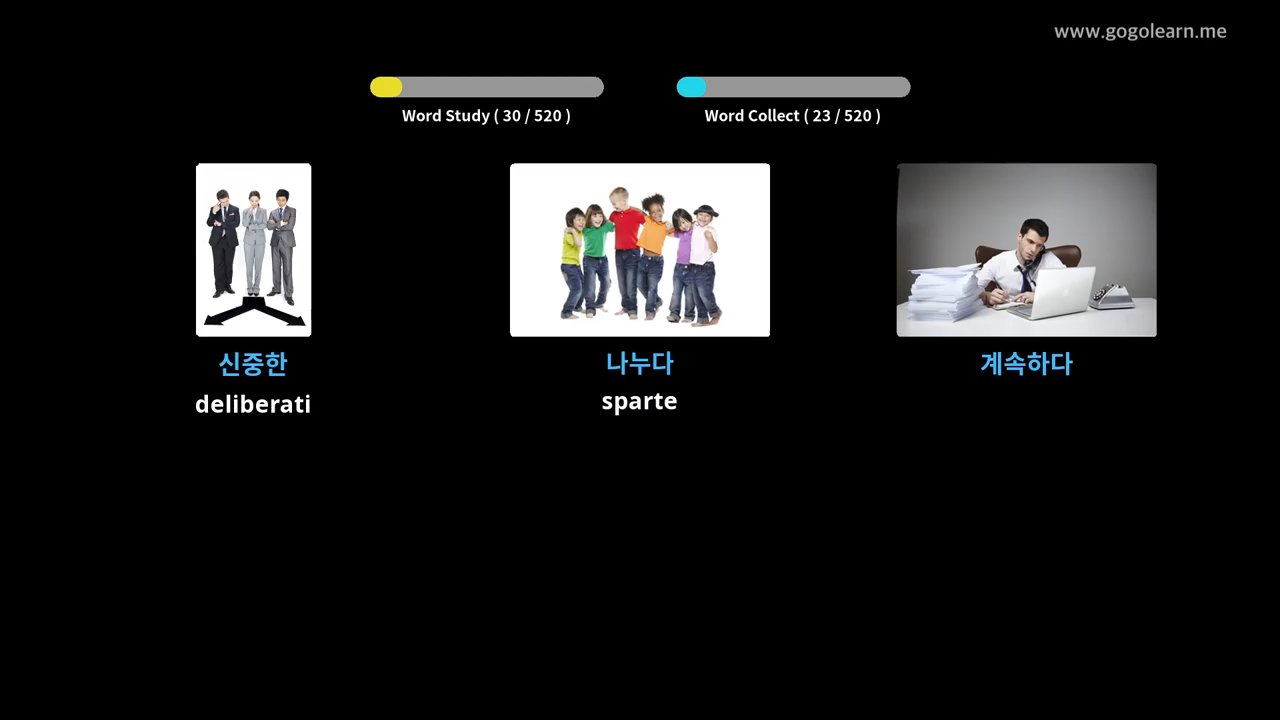 www.gogolearn.me
Word Study ( 30 / 520 )
Word Collect ( 23 / 520 )
신중한
나누다
계속하다
deliberati
sparte